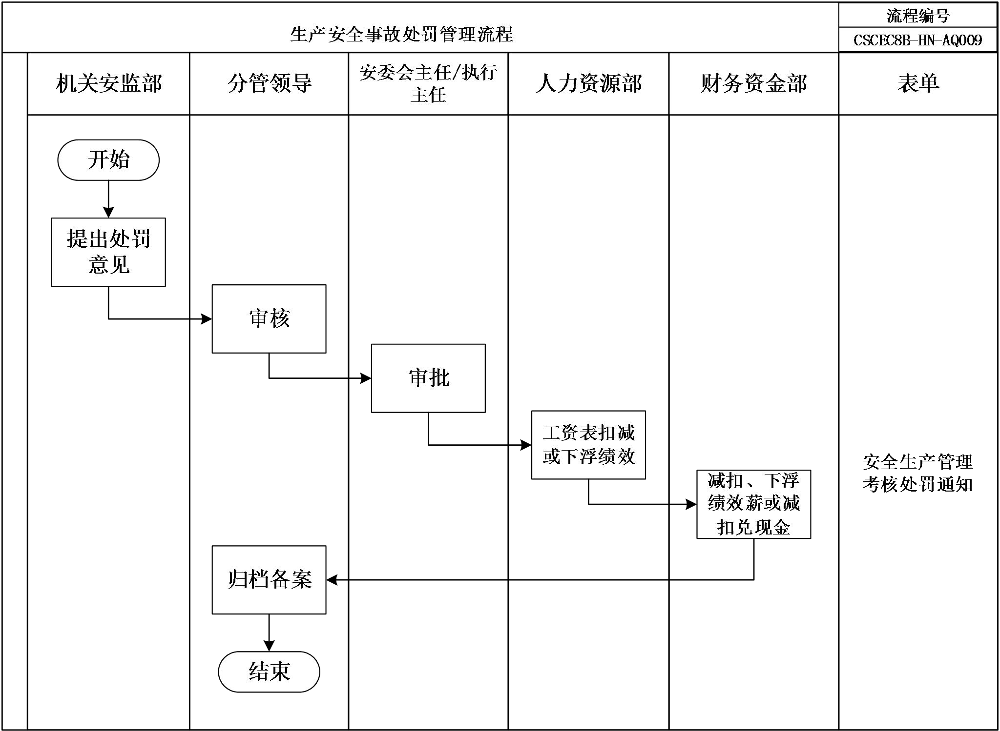 生产安全事故处罚管理流程
流程编号
CSCEC8B-HN-AQ009
机关安监部
分管领导
安委会主任/执行
主任
人力资源部
财务资金部
表单
开始
提出处罚
意见
审核
审批
工资表扣减
或下浮绩效
减扣、下浮
绩效薪或减
扣兑现金
安全生产管理
考核处罚通知
归档备案
结束